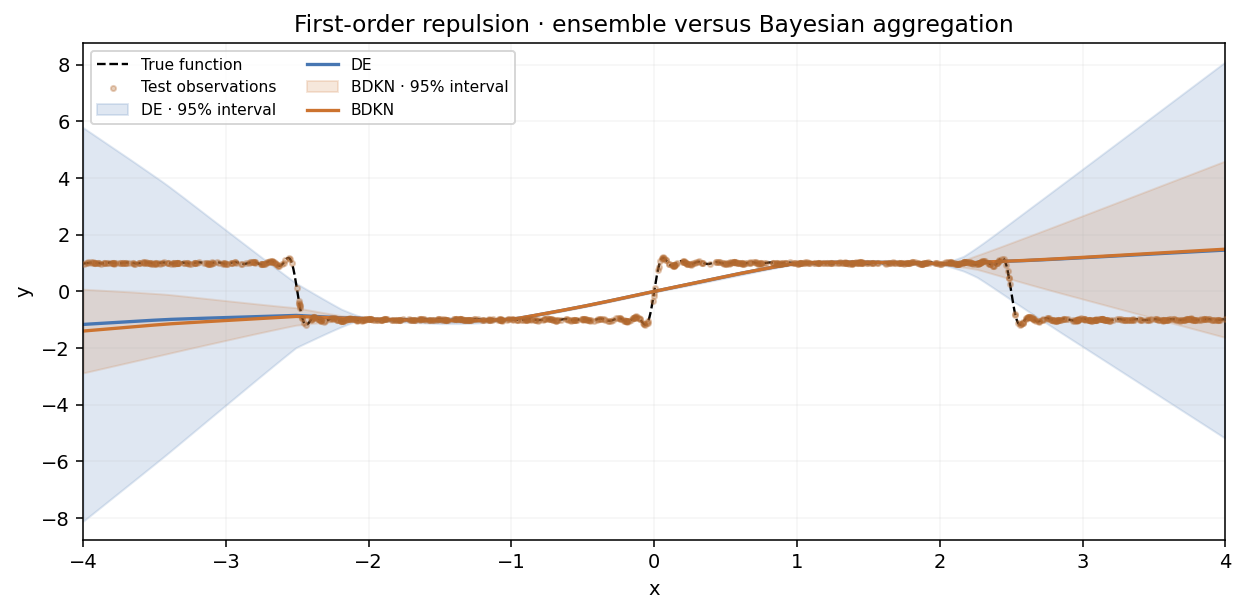 First-order repulsion · ensemble versus Bayesian aggregation
True function
Test observations
DE · 95% interval
DE
BDKN · 95% interval
BDKN
8
6
4
2
0
−2
−4
−6
−8
y
−4 −3 −2 −1 0 1 2 3 4
x